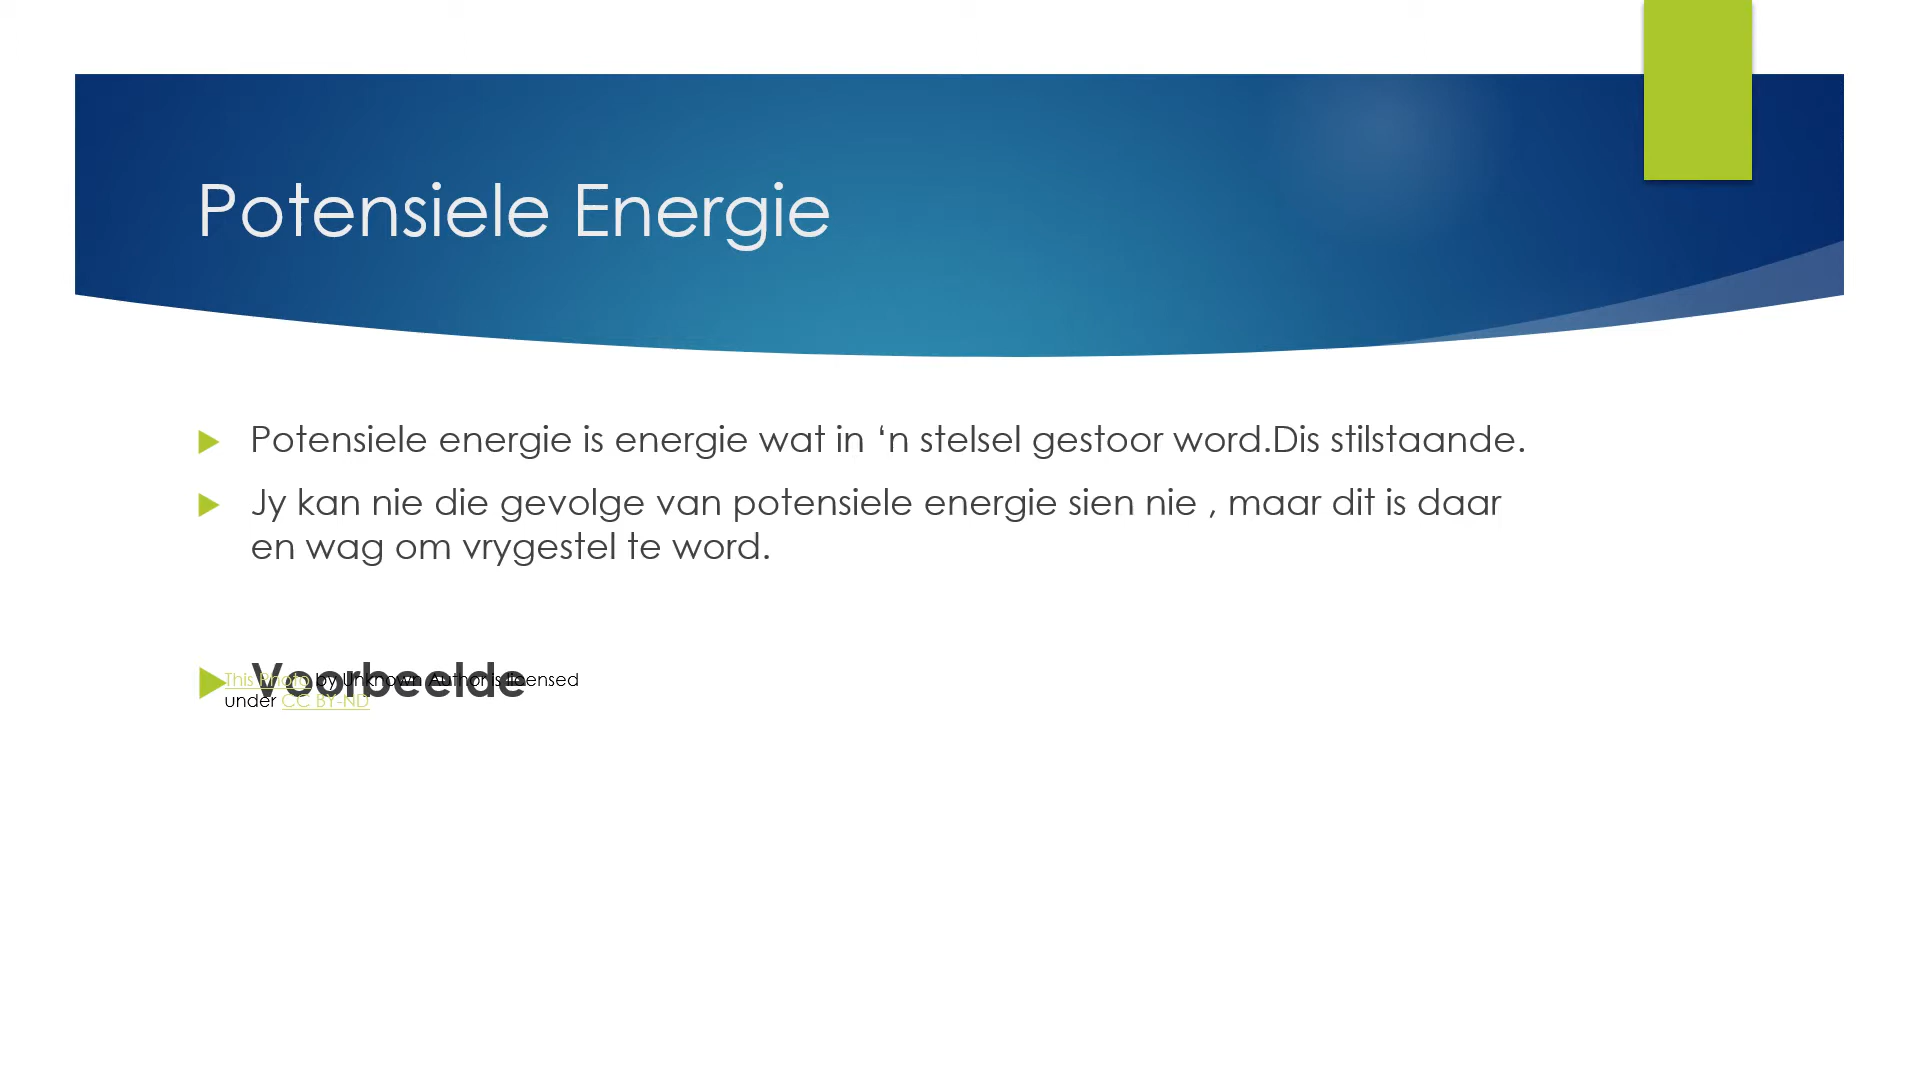 Potensiele Energie
Potensiele energie is energie wat in ‘n stelsel gestoor word.Dis stilstaande.
Jy kan nie die gevolge van potensiele energie sien nie , maar dit is daar
en wag om vrygestel te word.
Voorbeelde
This Photo by Unknown Author is licensed
under CC BY-ND